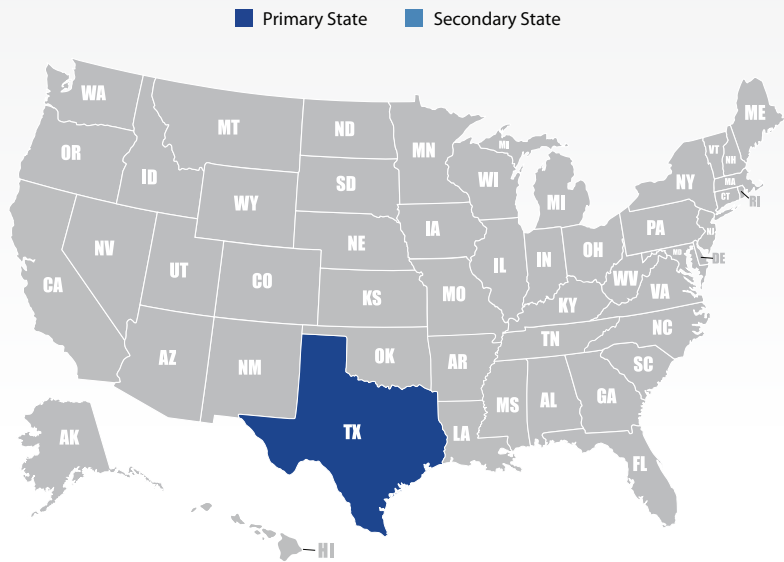 Primary State Secondary State
WA
MT
ND
MN
ME
OR
ID
SD
WI
MI
VT
NH
WY
MI
NY
MA
CT
RI
NV
NE
IA
PA
NJ
CA
UT
CO
IL
IN
OH
MD
DE
KS
MO
WV
VA
KY
NC
AZ
NM
OK
AR
TN
SC
MS
AL
GA
AK
TX
LA
FL
HI